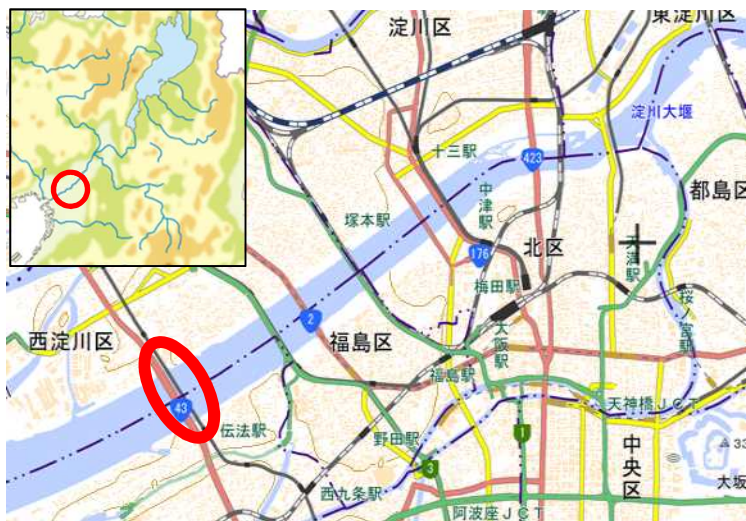 淀川区
東淀川区
淀川大堰
十三駅
423
中津駅
都島区
塚本駅
176
北区
天満駅
梅田駅
桜ノ宮駅
2
西淀川区
福島区
大阪駅
福島駅
43
伝法駅
天神橋JCT
野田駅
1
中央区
33
3
西九条駅
大坂
阿波座JCT